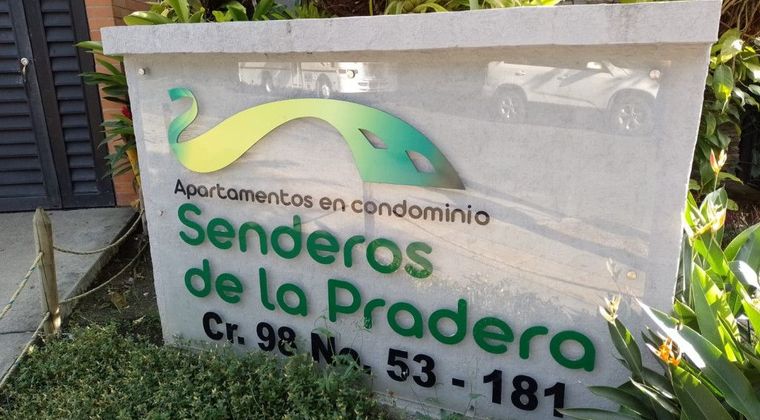 Apartamentos en condominio
Senderos
de la Pradera
Cr. 98 No. 53 - 181